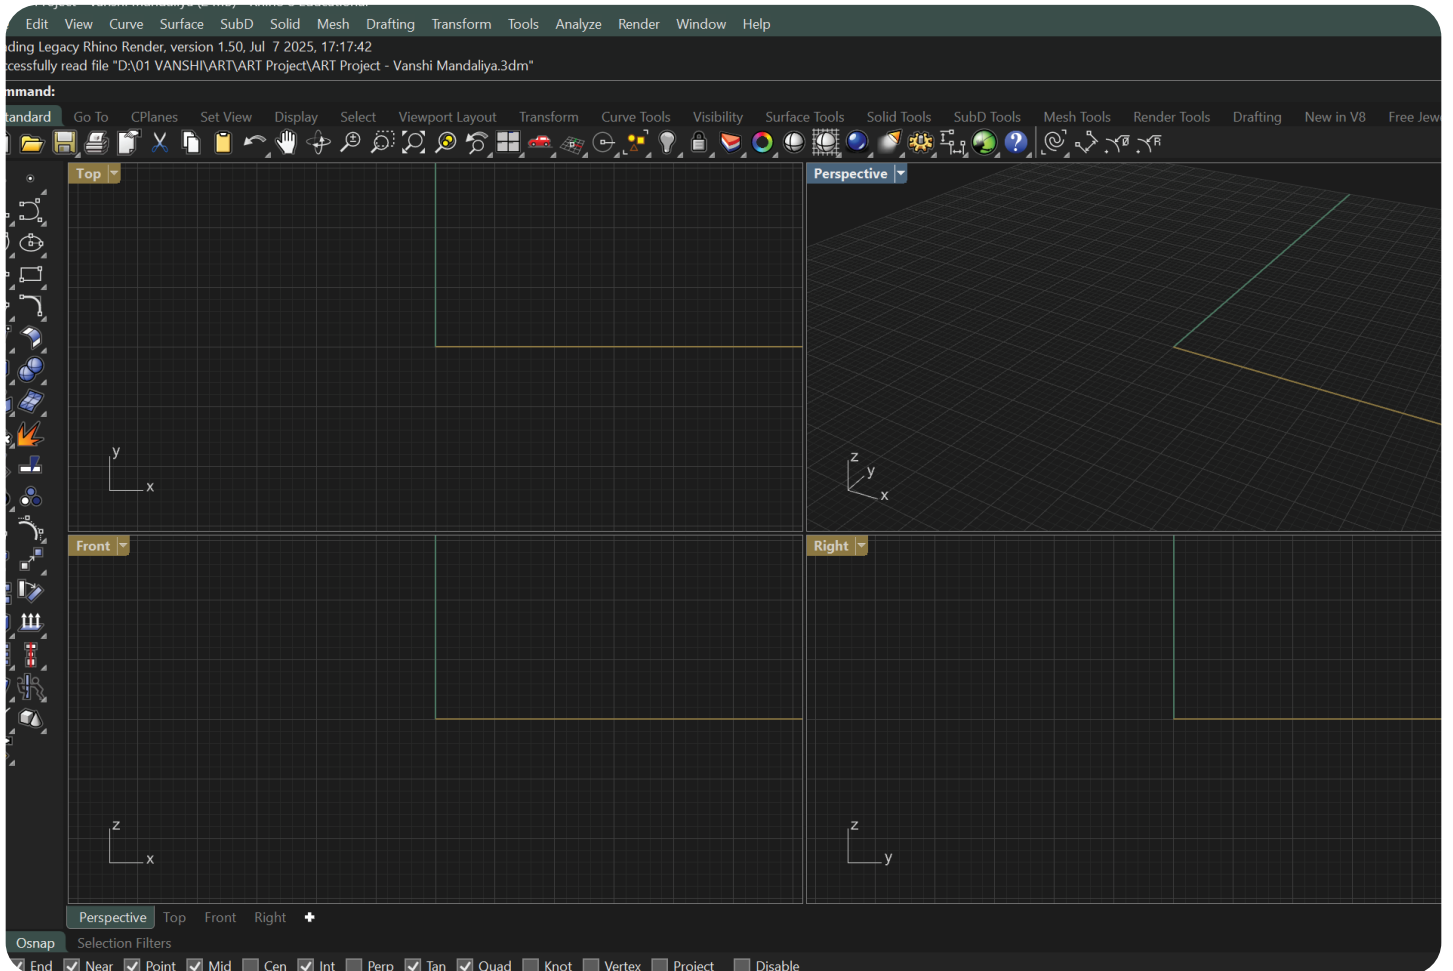 Edit View Curve Surface SubD Solid Mesh Drafting Transform Tools Analyze Render Window Help
ding Legacy Rhino Render, version 1.50, Jul 7 2025, 17:17:42
ccessfully read file "D:\01 VANSHI\ART\ART Project\ART Project - Vanshi Mandaliya.3dm"
mmand:
tandard Go To CPlanes Set View Display Select Viewport Layout Transform Curve Tools Visibility Surface Tools Solid Tools SubD Tools Mesh Tools Render Tools Drafting New in V8 Free Jew
Top Perspective
y
x
z
y
x
Front Right
z
x
z
y
Perspective Top Front Right
Osnap Selection Filters
End Near Point Mid Cen Int Perp Tan Quad Knot Vertex Project Disable